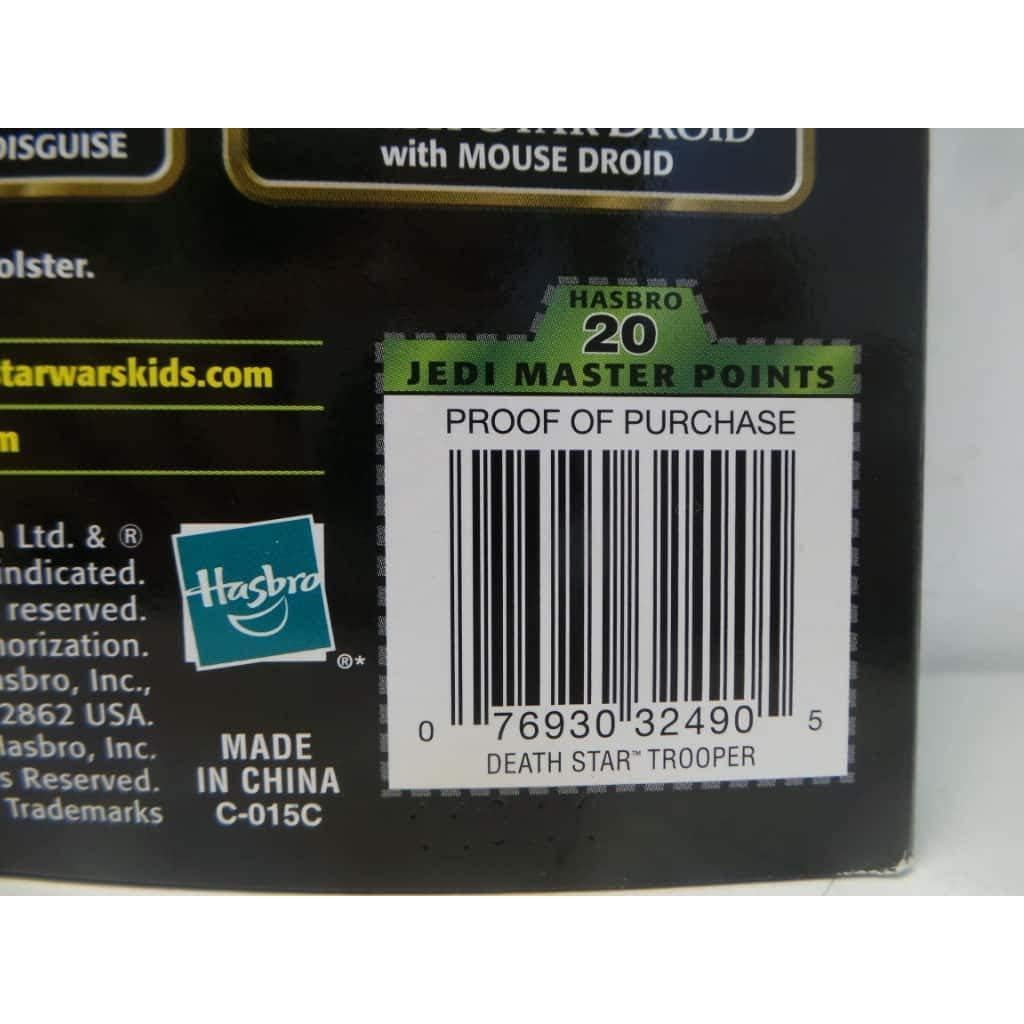 DISGUISE
STAR DROID
with MOUSE DROID
olster.
HASBRO
20
JEDI MASTER POINTS
starwarskids.com
m
PROOF OF PURCHASE
Ltd. & ®
indicated.
reserved.
horization.
asbro, Inc.,
2862 USA.
Hasbro, Inc.
s Reserved.
Trademarks
Hasbro
®*
MADE
IN CHINA
C-015C
0 76930 32490 5
DEATH STAR™ TROOPER